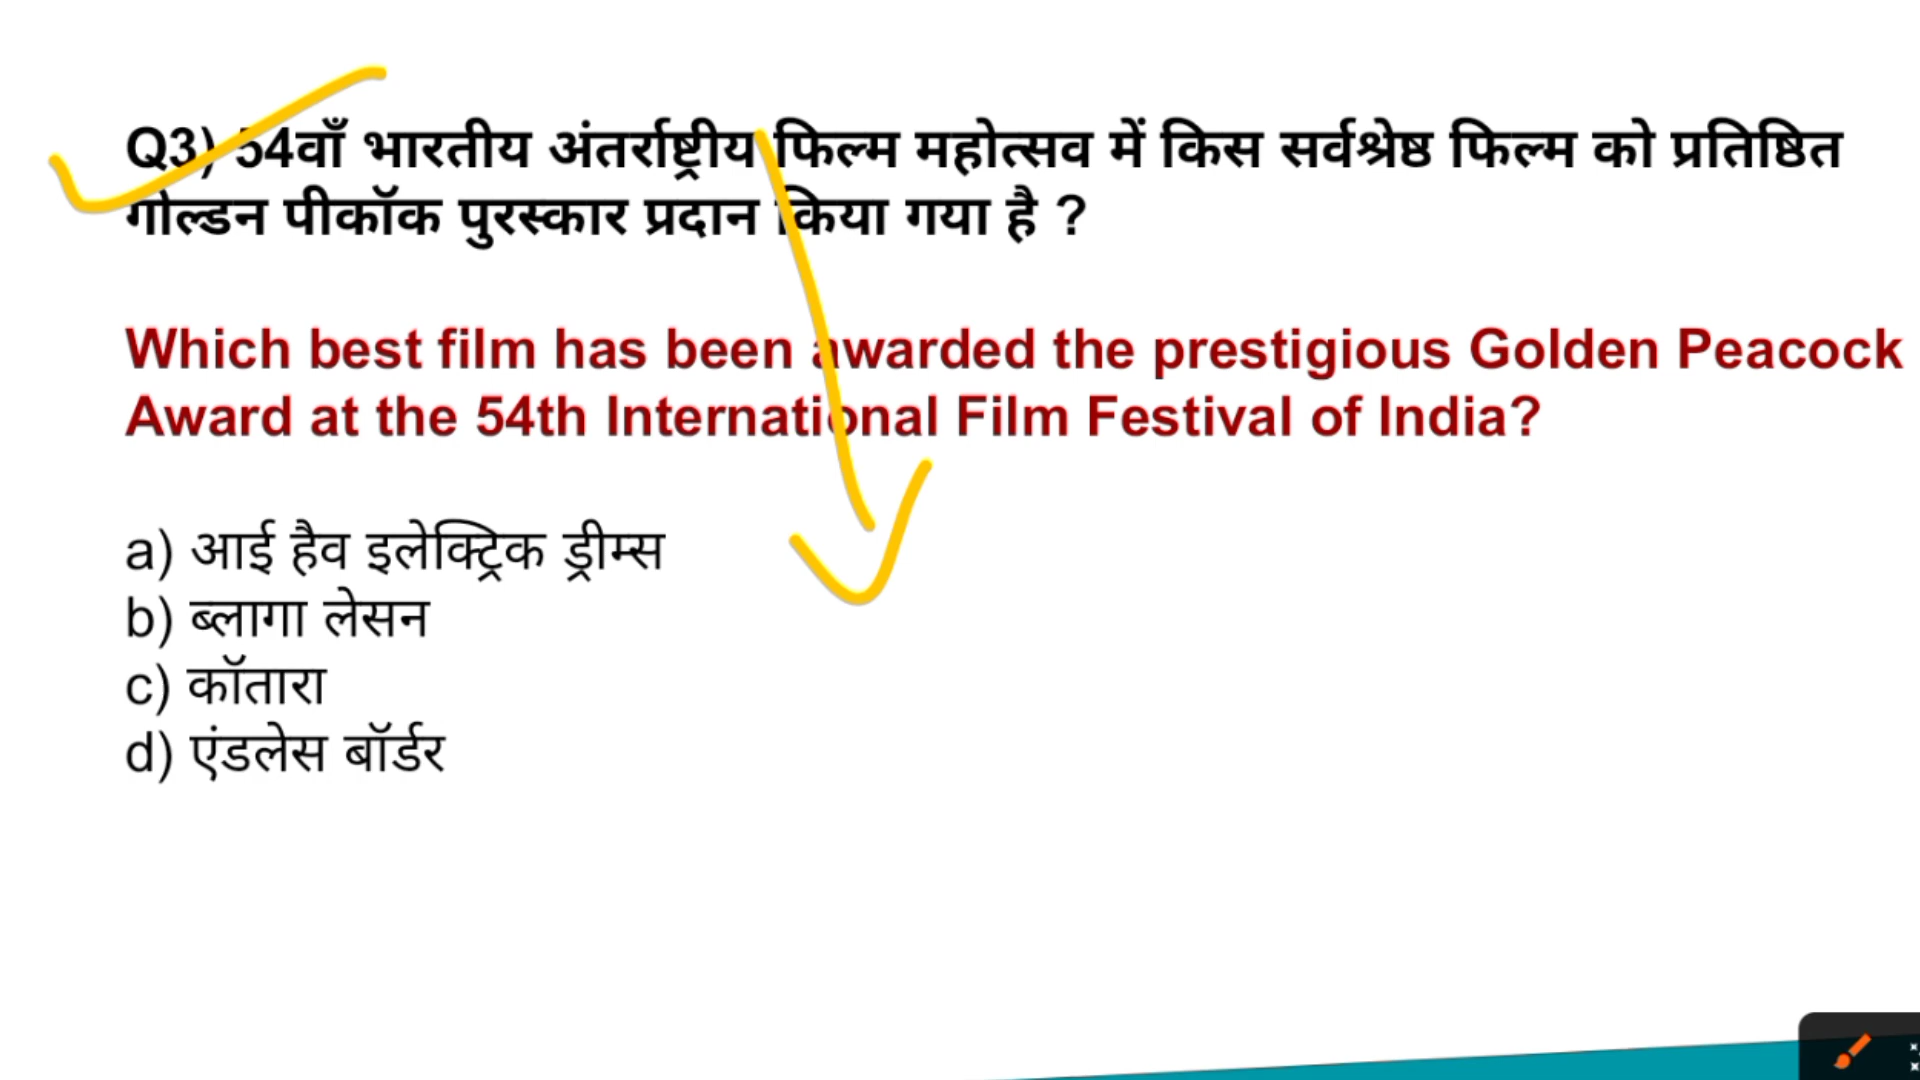 Q3) 54वाँ भारतीय अंतर्राष्ट्रीय फिल्म महोत्सव में किस सर्वश्रेष्ठ फिल्म को प्रतिष्ठित
गोल्डन पीकॉक पुरस्कार प्रदान किया गया है ?
Which best film has been awarded the prestigious Golden Peacock
Award at the 54th International Film Festival of India?
a) आई हैव इलेक्ट्रिक ड्रीम्स
b) ब्लागा लेसन
c) कॉतारा
d) एंडलेस बॉर्डर